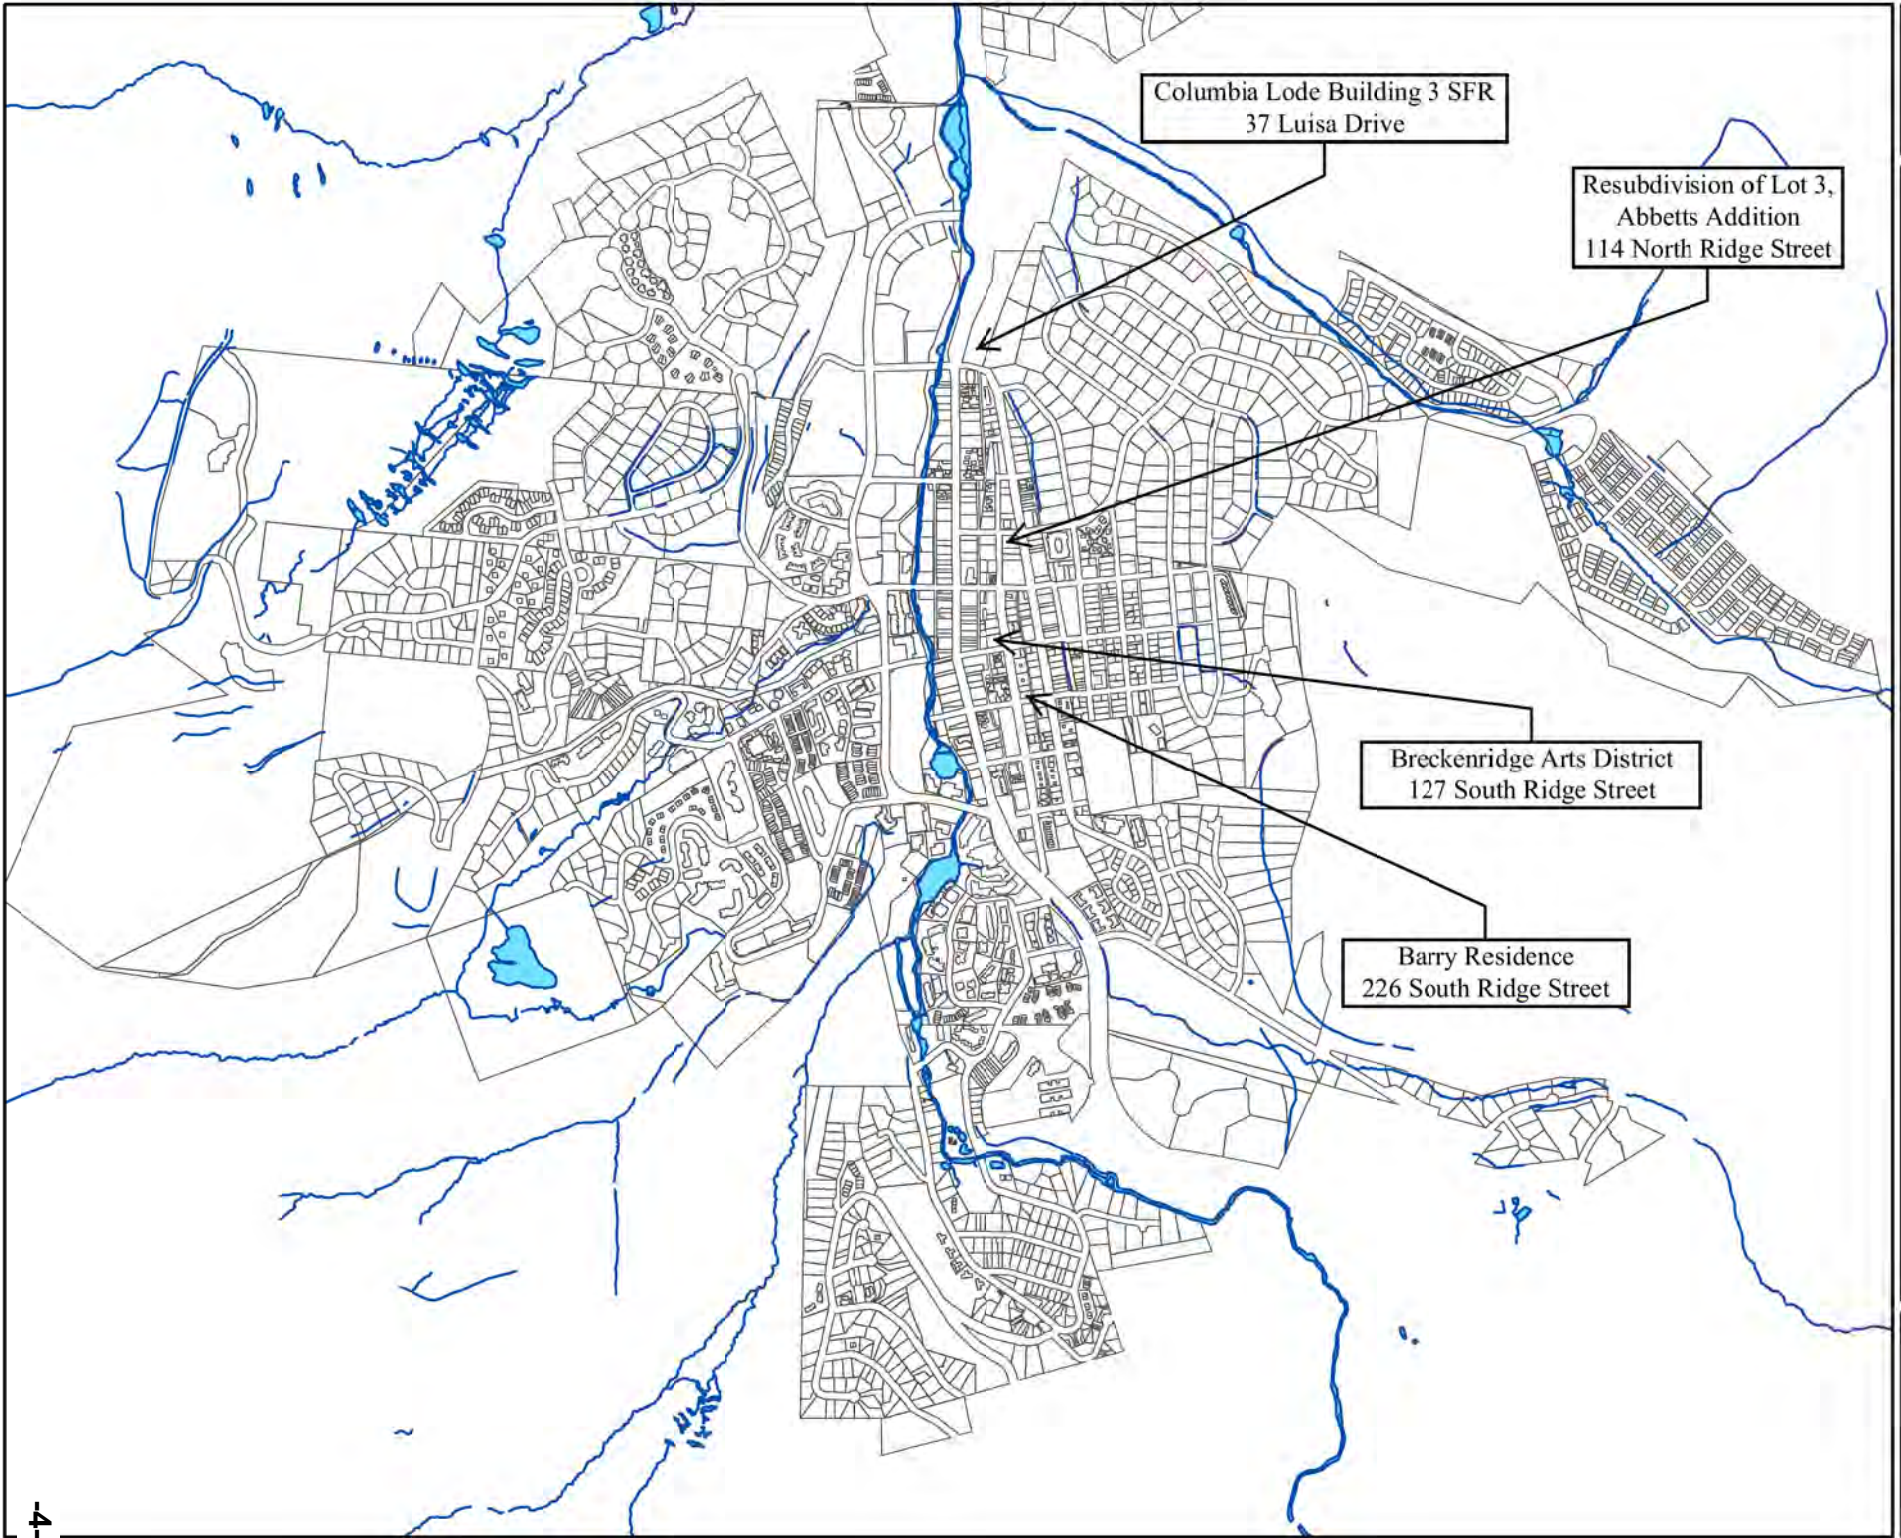 Columbia Lode Building 3 SFR
37 Luisa Drive
Resubdivision of Lot 3,
Abbetts Addition
114 North Ridge Street
Breckenridge Arts District
127 South Ridge Street
Barry Residence
226 South Ridge Street
-4-